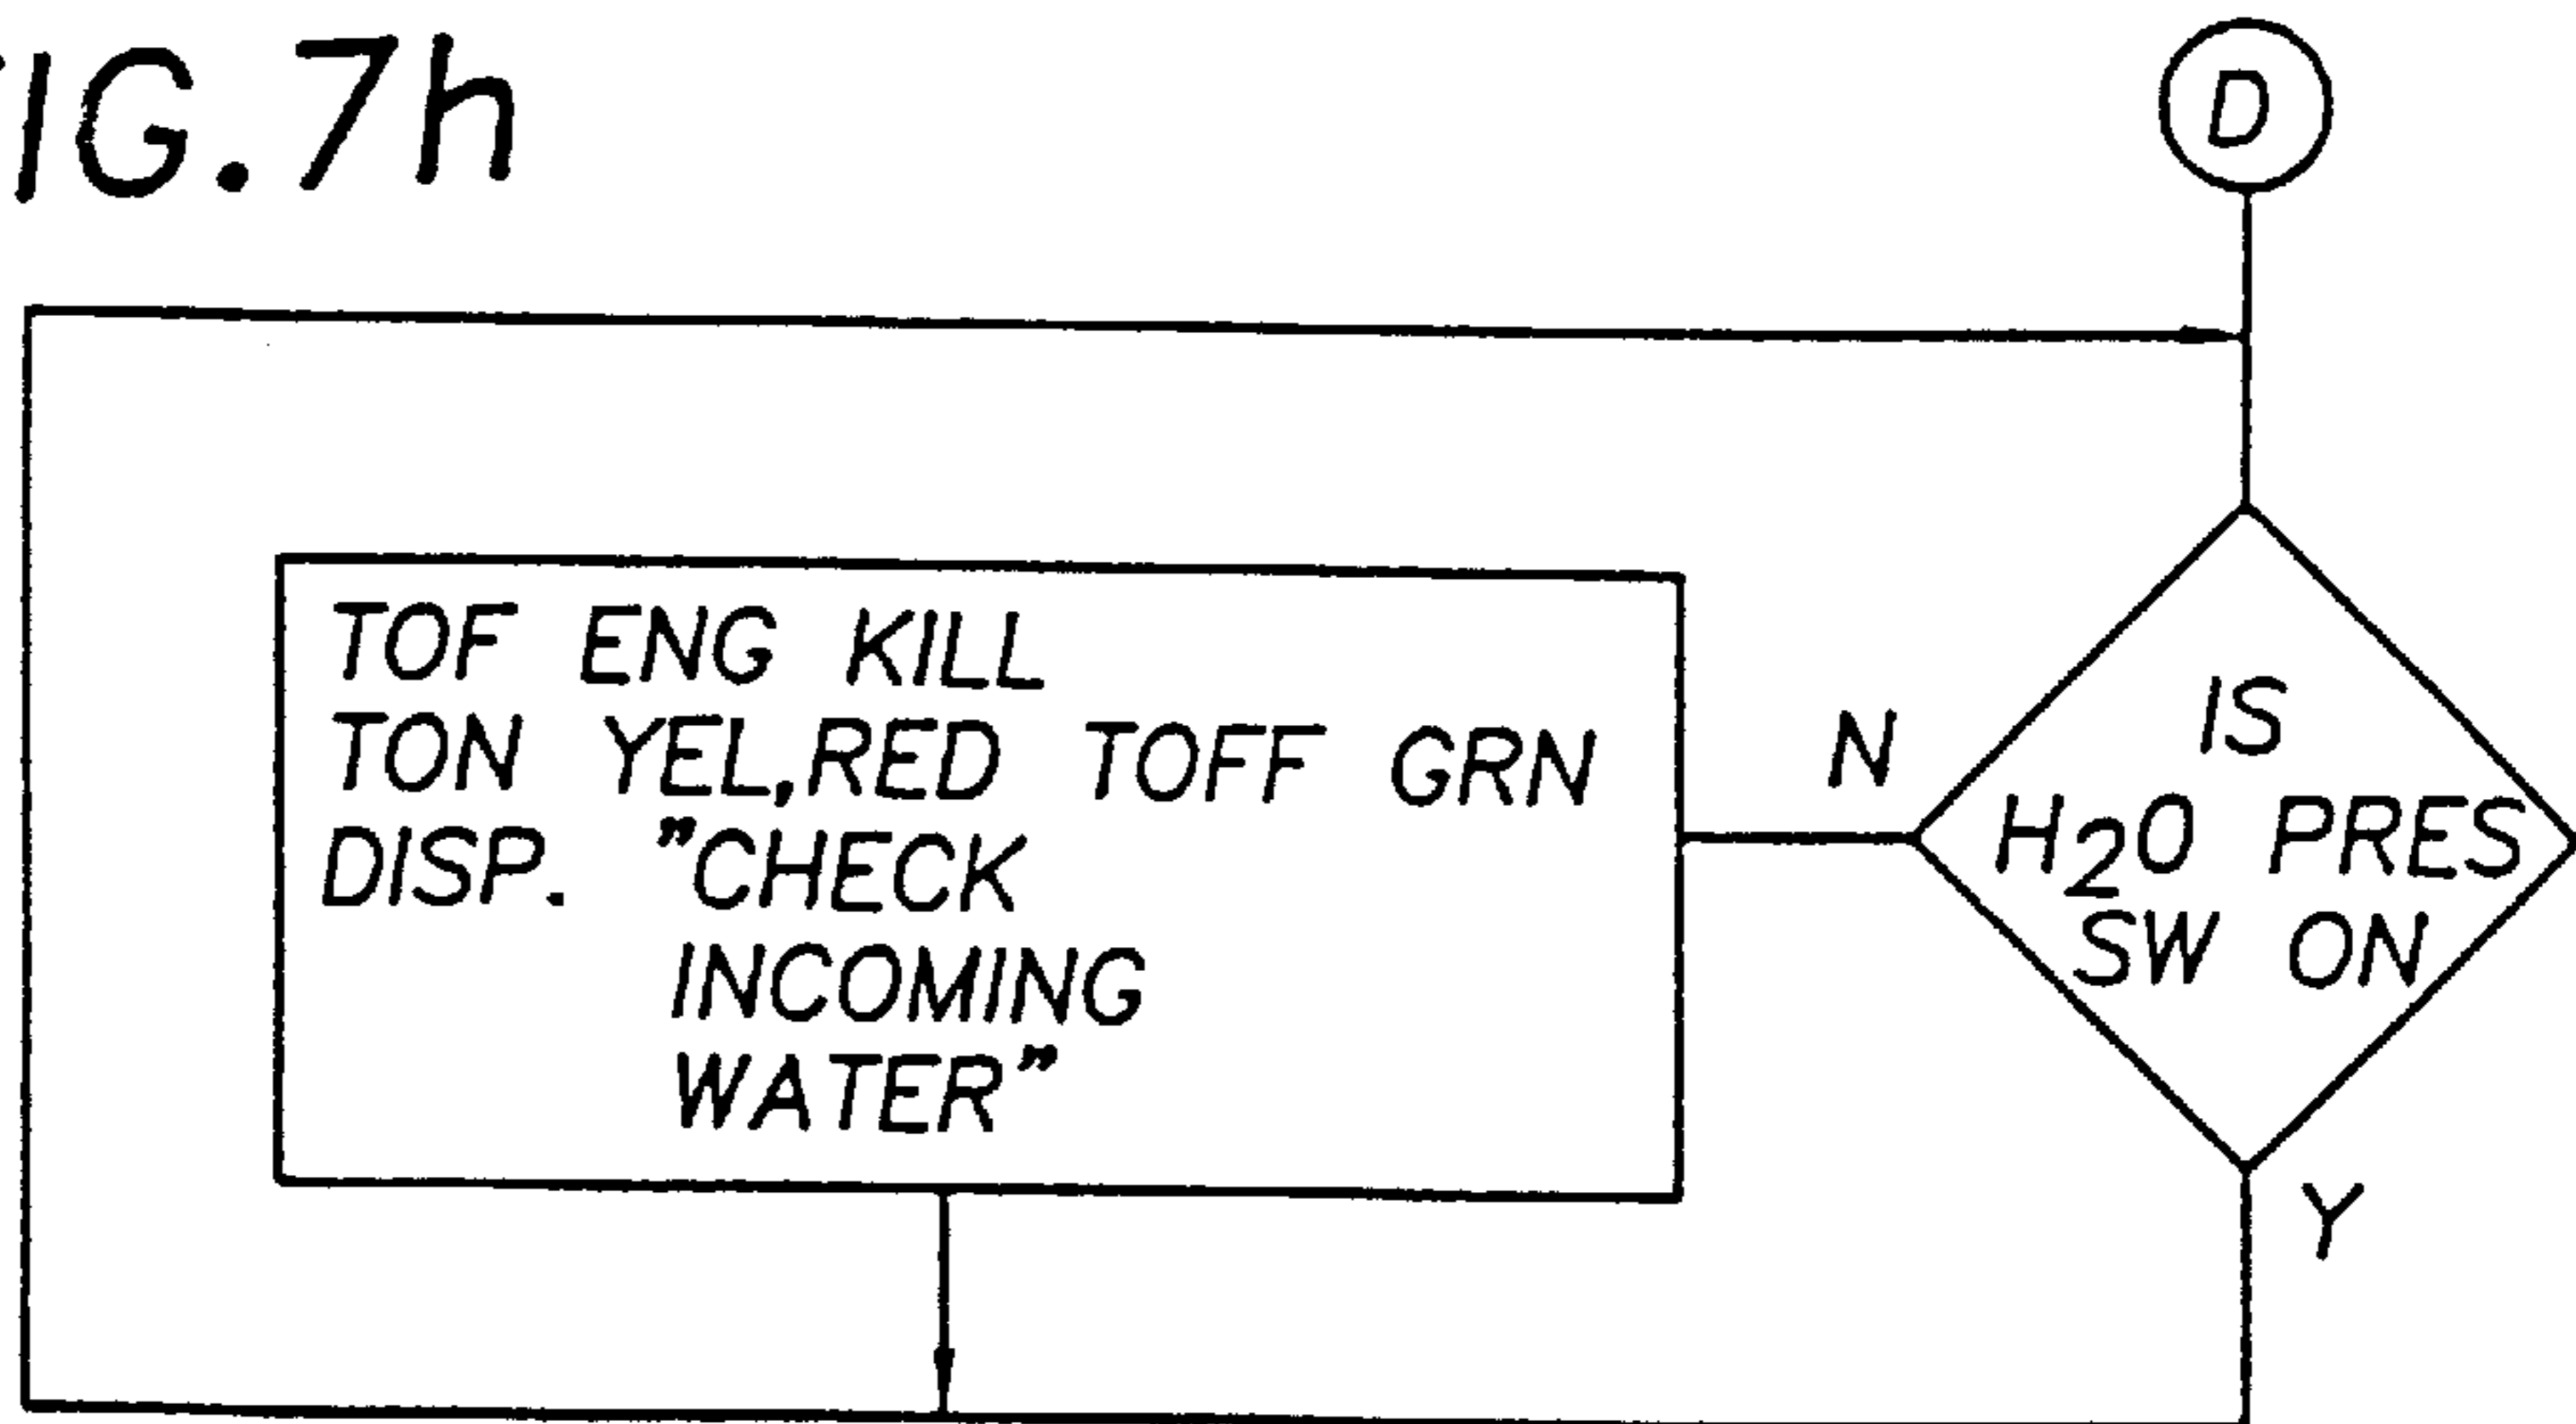 IG.7h
D
TOF ENG KILL
TON YEL,RED TOFF GRN
DISP. "CHECK
INCOMING
WATER"
N
IS
H₂O PRES
SW ON
Y